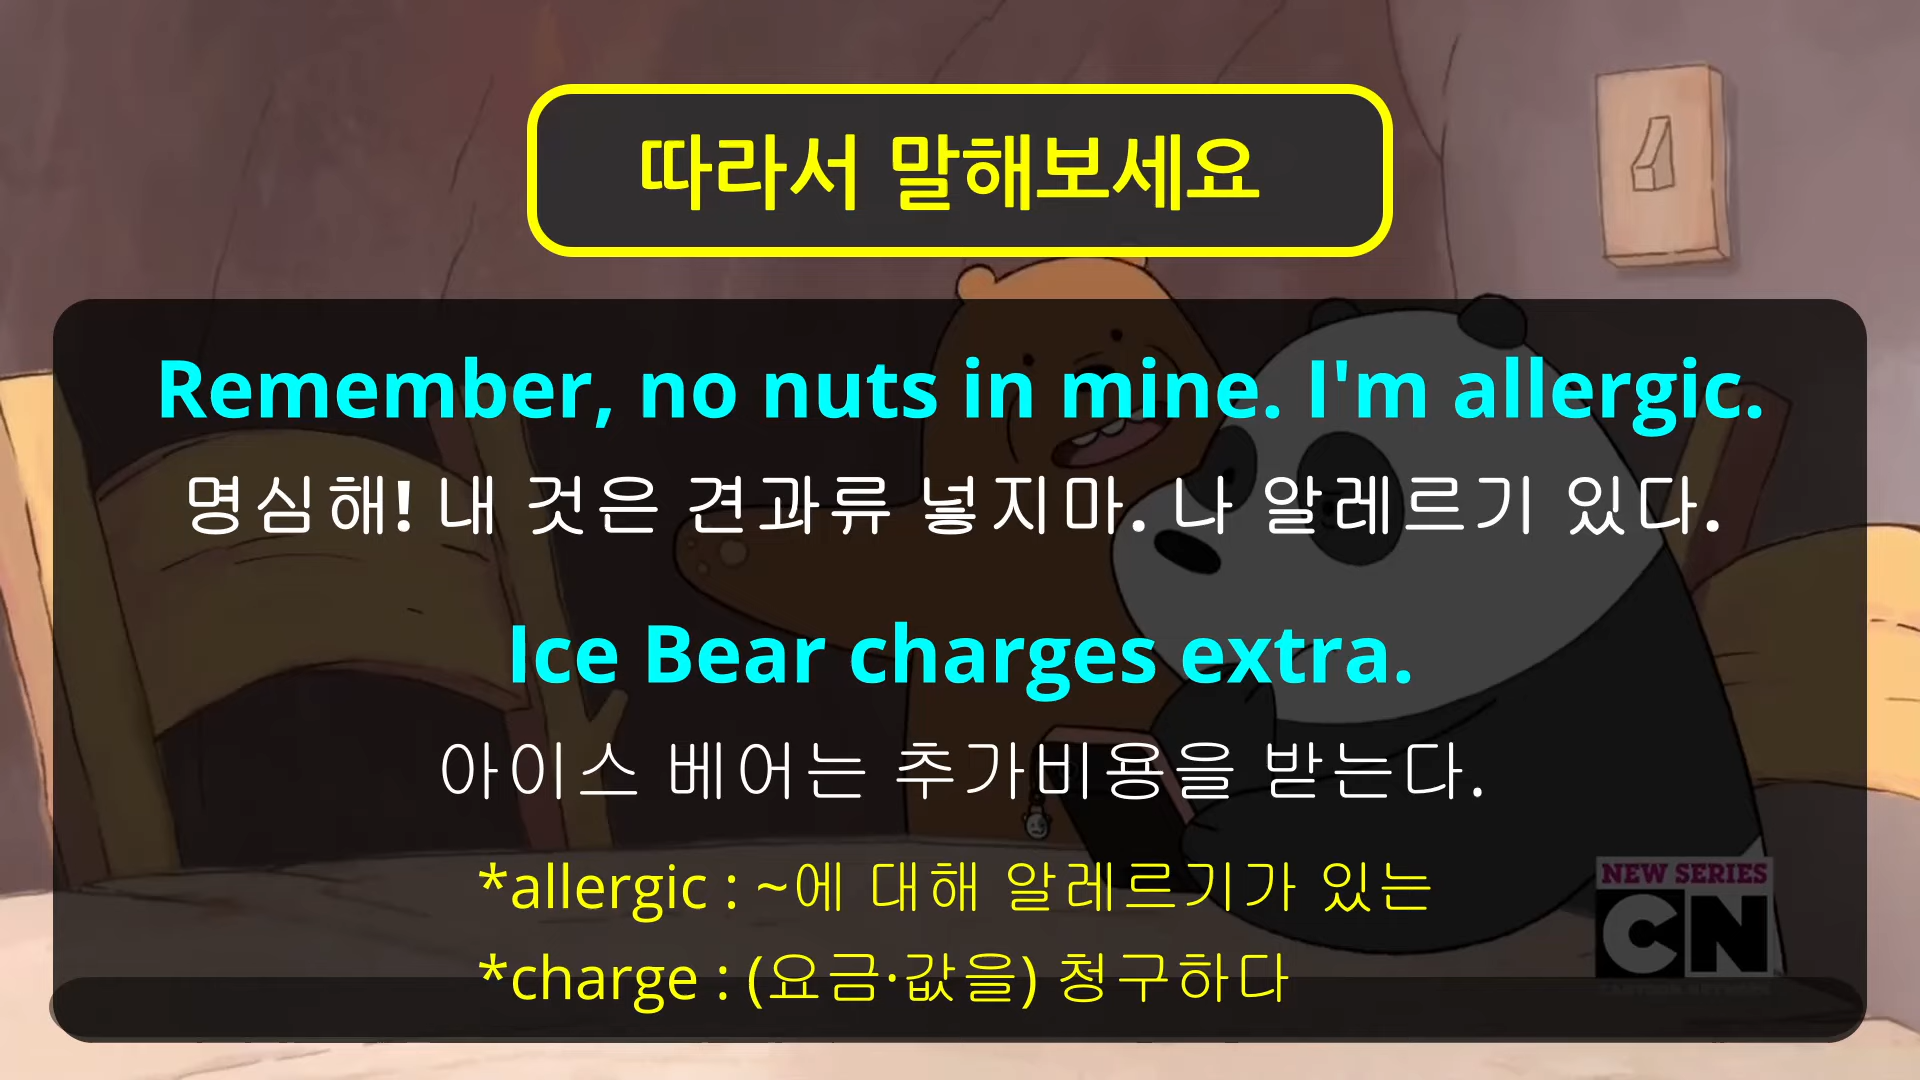 따라서 말해보세요
Remember, no nuts in mine. I'm allergic.
명심해! 내 것은 견과류 넣지마. 나 알레르기 있다.
Ice Bear charges extra.
아이스 베어는 추가비용을 받는다.
*allergic : ~에 대해 알레르기가 있는
*charge : (요금·값을) 청구하다
NEW SERIES
CN